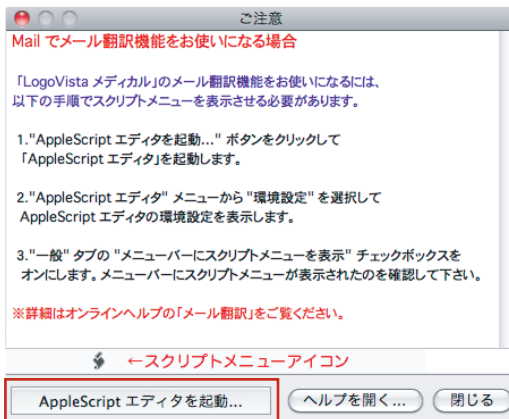 ご注意
Mail でメール翻訳機能をお使いになる場合
「LogoVista メディカル」のメール翻訳機能をお使いになるには、
以下の手順でスクリプトメニューを表示させる必要があります。
1."AppleScript エディタを起動..." ボタンをクリックして
「AppleScript エディタ」を起動します。
2."AppleScript エディタ" メニューから "環境設定" を選択して
AppleScript エディタの環境設定を表示します。
3."一般" タブの "メニューバーにスクリプトメニューを表示" チェックボックスを
オンにします。メニューバーにスクリプトメニューが表示されたのを確認して下さい。
※詳細はオンラインヘルプの「メール翻訳」をご覧ください。
←スクリプトメニューアイコン
AppleScript エディタを起動... ヘルプを開く... 閉じる